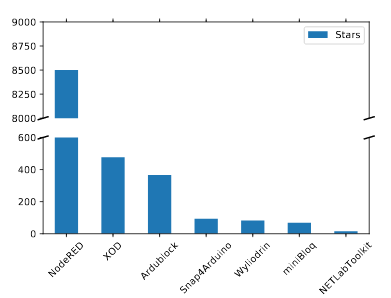 9000
Stars
8750
8500
8250
8000
600
400
200
0
NodeRED
XOD
Ardublock
Snap4Arduino
Wyliodrin
miniBloq
NETLabToolkit